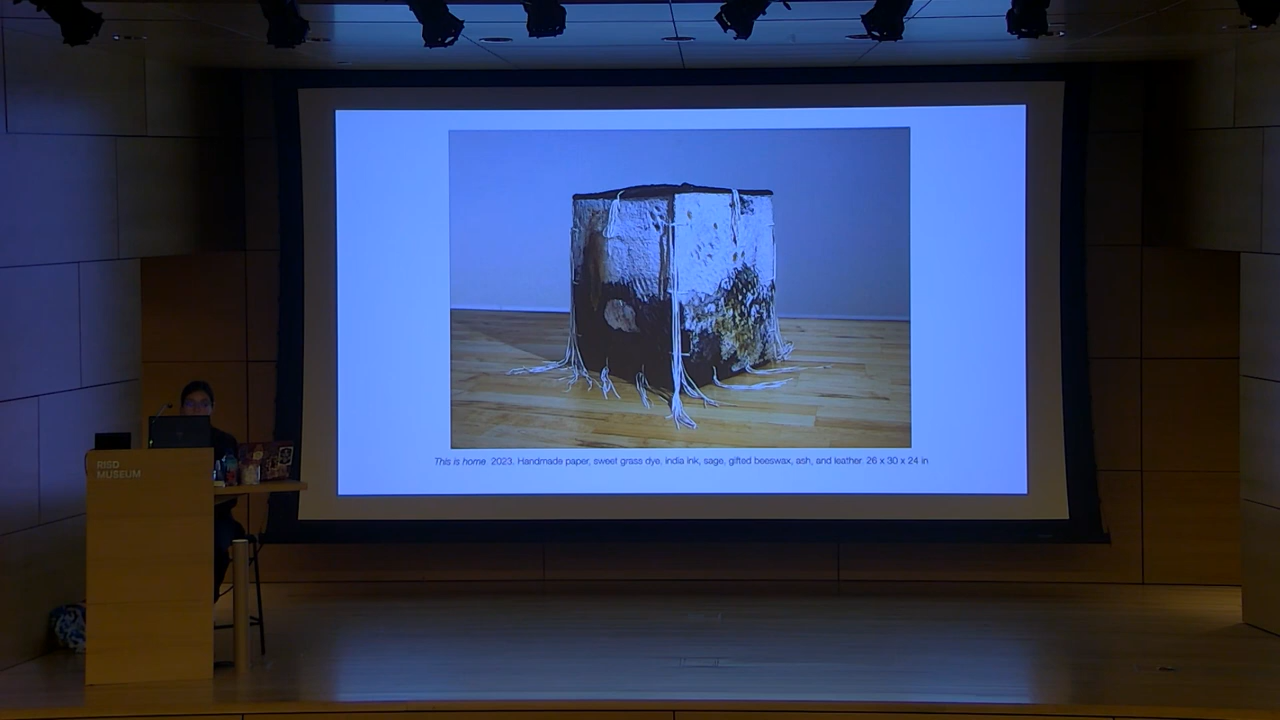 This is home. 2023. Handmade paper, sweet grass dye, india ink, sage, gifted beeswax, ash, and leather. 26 x 30 x 24 in
RISD
MUSEUM